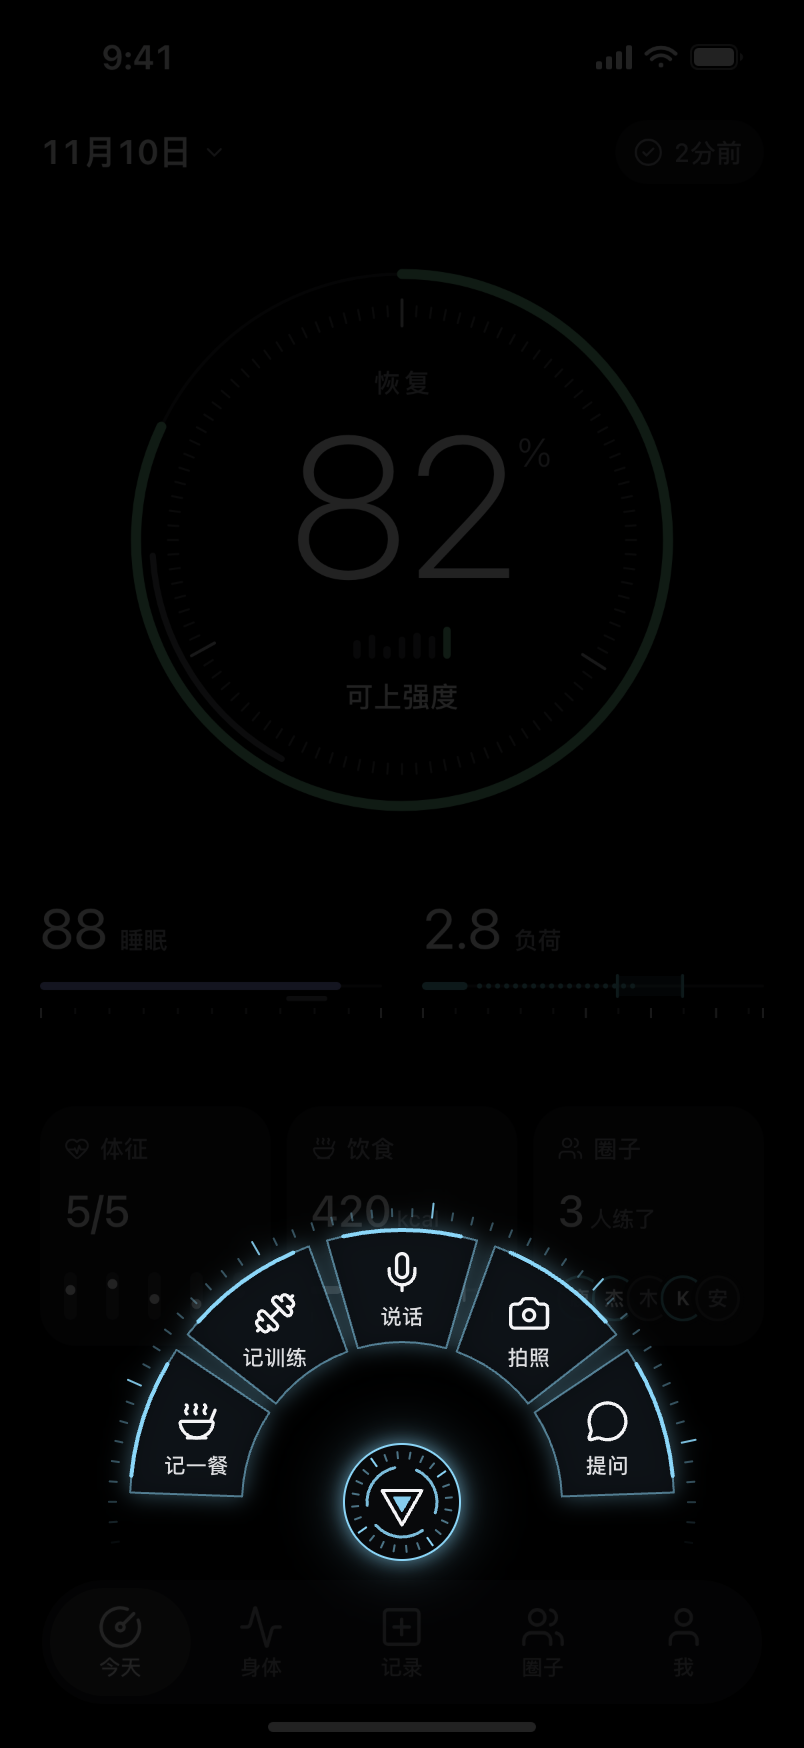 9:41
11月10日
2分前
恢复
82%
可上强度
88 睡眠
2.8 负荷
体征
饮食
圈子
5/5
420 kcal
3 人练了
杰
木
K
安
说话
记训练
拍照
记一餐
提问
今天
身体
记录
圈子
我